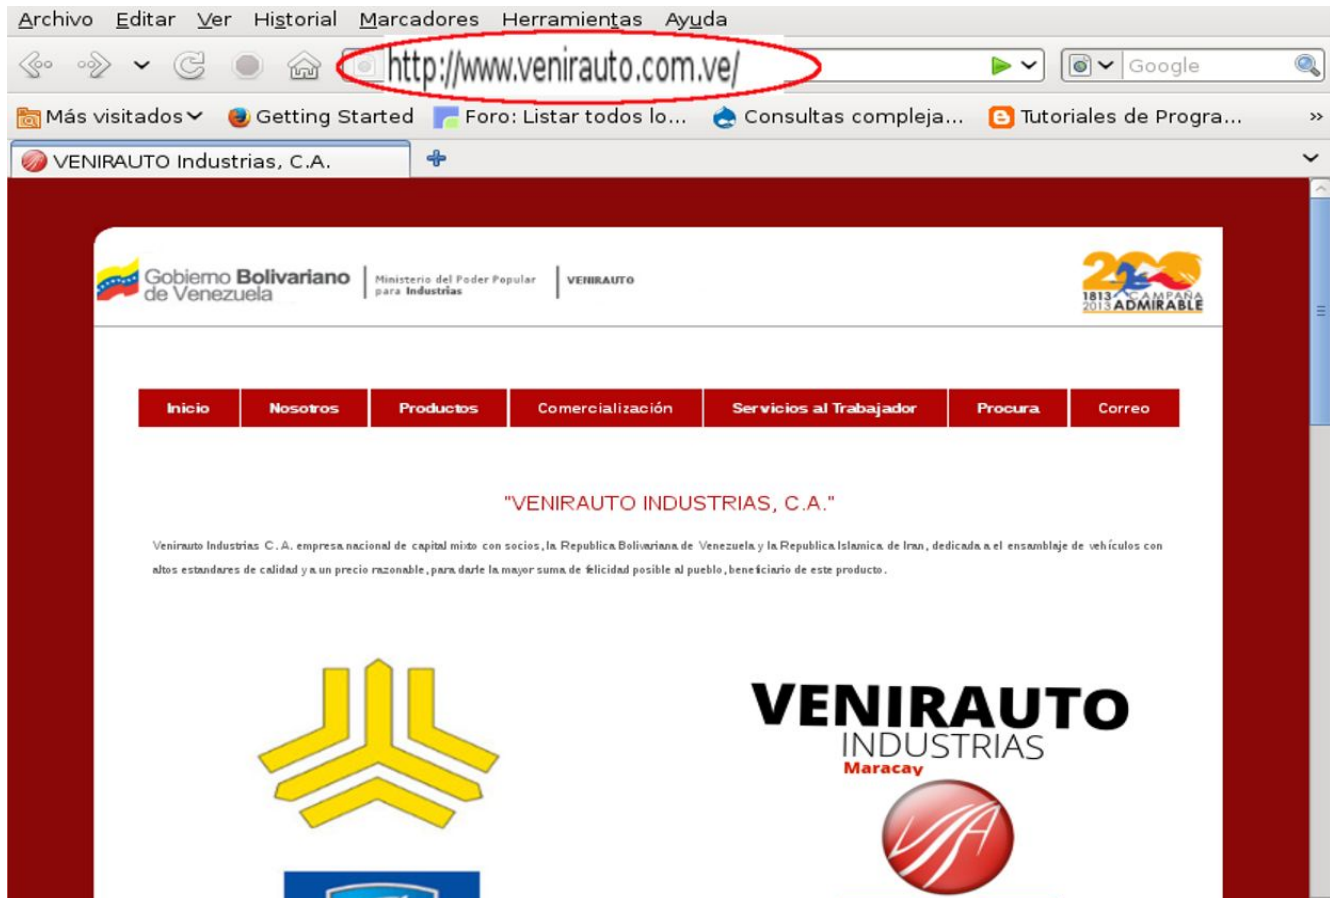 Archivo Editar Ver Historial Marcadores Herramientas Ayuda
http://www.venirauto.com.ve/
Google
Más visitados Getting Started Foro: Listar todos lo... Consultas compleja... Tutoriales de Progra... »
VENIRAUTO Industrias, C.A.
Gobierno Bolivariano
de Venezuela
Ministerio del Poder Popular
para Industrias
VENIRAUTO
200
1813 CAMPAÑA
2013 ADMIRABLE
Inicio Nosotros Productos Comercialización Servicios al Trabajador Procura Correo
"VENIRAUTO INDUSTRIAS, C.A."
Venirauto Industrias C.A. empresa nacional de capital mixto con socios, la Republica Bolivariana de Venezuela y la Republica Islamica de Iran, dedicada a el ensamblaje de vehículos con
altos estandares de calidad y a un precio razonable, para darle la mayor suma de felicidad posible al pueblo, beneficiario de este producto.
VENIRAUTO
INDUSTRIAS
Maracay